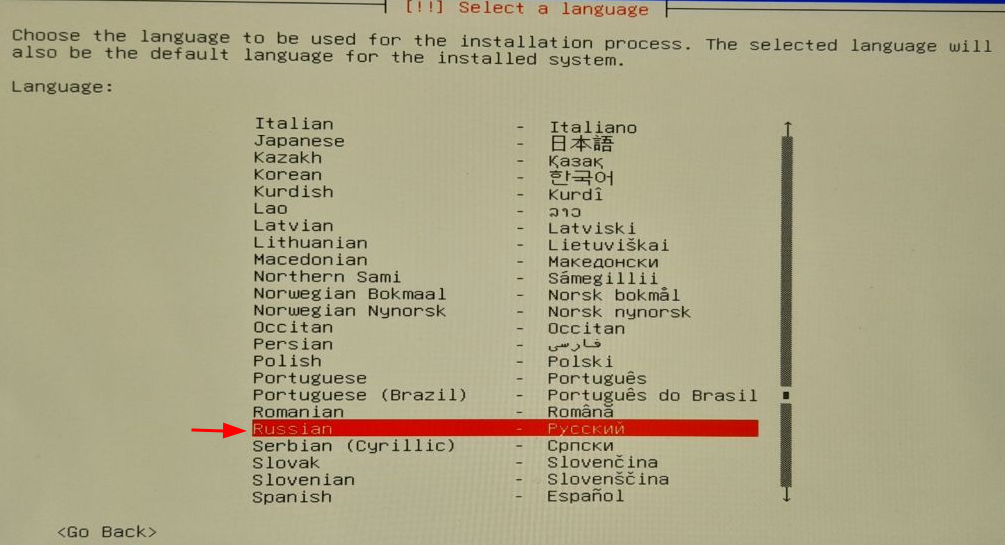 [!!] Select a language
Choose the language to be used for the installation process. The selected language will
also be the default language for the installed system.
Language:
Italian - Italiano
Japanese - 日本語
Kazakh - Қазақ
Korean - 한국어
Kurdish - Kurdî
Lao - ລາວ
Latvian - Latviski
Lithuanian - Lietuviškai
Macedonian - Македонски
Northern Sami - Sámegillii
Norwegian Bokmaal - Norsk bokmål
Norwegian Nynorsk - Norsk nynorsk
Occitan - Occitan
Persian - فارسی
Polish - Polski
Portuguese - Português
Portuguese (Brazil) - Português do Brasil
Romanian - Română
Russian - Русский
Serbian (Cyrillic) - Српски
Slovak - Slovenčina
Slovenian - Slovenščina
Spanish - Español
<Go Back>